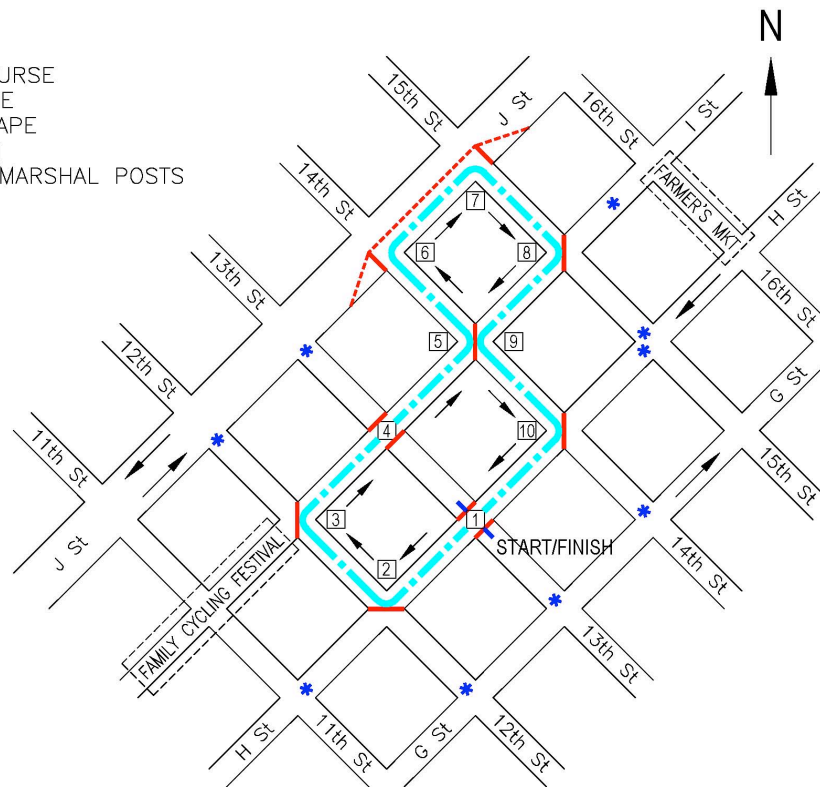 N
URSE
E
APE
MARSHAL POSTS
15th St
J St
16th St
I St
FARMER'S MKT
H St
14th St
13th St
12th St
11th St
J St
7
6
8
5
9
4
10
3
1
2
START/FINISH
16th St
G St
15th St
14th St
13th St
FAMILY CYCLING FESTIVAL
H St
11th St
G St
12th St